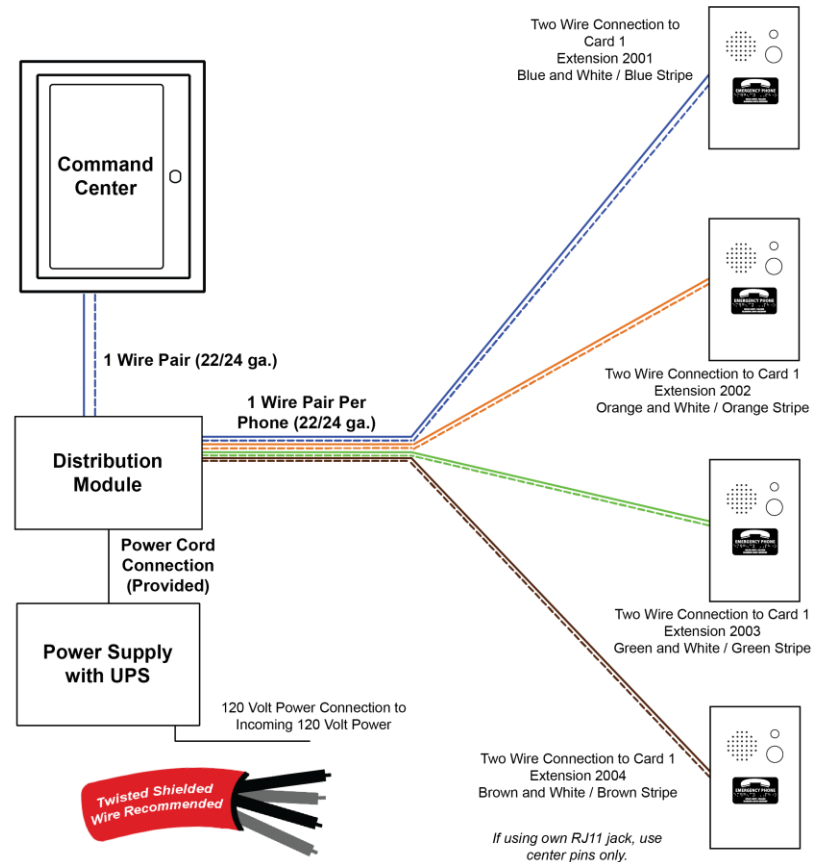 Two Wire Connection to
Card 1
Extension 2001
Blue and White / Blue Stripe
EMERGENCY PHONE
Command
Center
1 Wire Pair (22/24 ga.)
1 Wire Pair Per
Phone (22/24 ga.)
EMERGENCY PHONE
Two Wire Connection to Card 1
Extension 2002
Orange and White / Orange Stripe
Distribution
Module
Power Cord
Connection
(Provided)
EMERGENCY PHONE
Two Wire Connection to Card 1
Extension 2003
Green and White / Green Stripe
Power Supply
with UPS
120 Volt Power Connection to
Incoming 120 Volt Power
Twisted Shielded
Wire Recommended
Two Wire Connection to Card 1
Extension 2004
Brown and White / Brown Stripe
EMERGENCY PHONE
If using own RJ11 jack, use
center pins only.